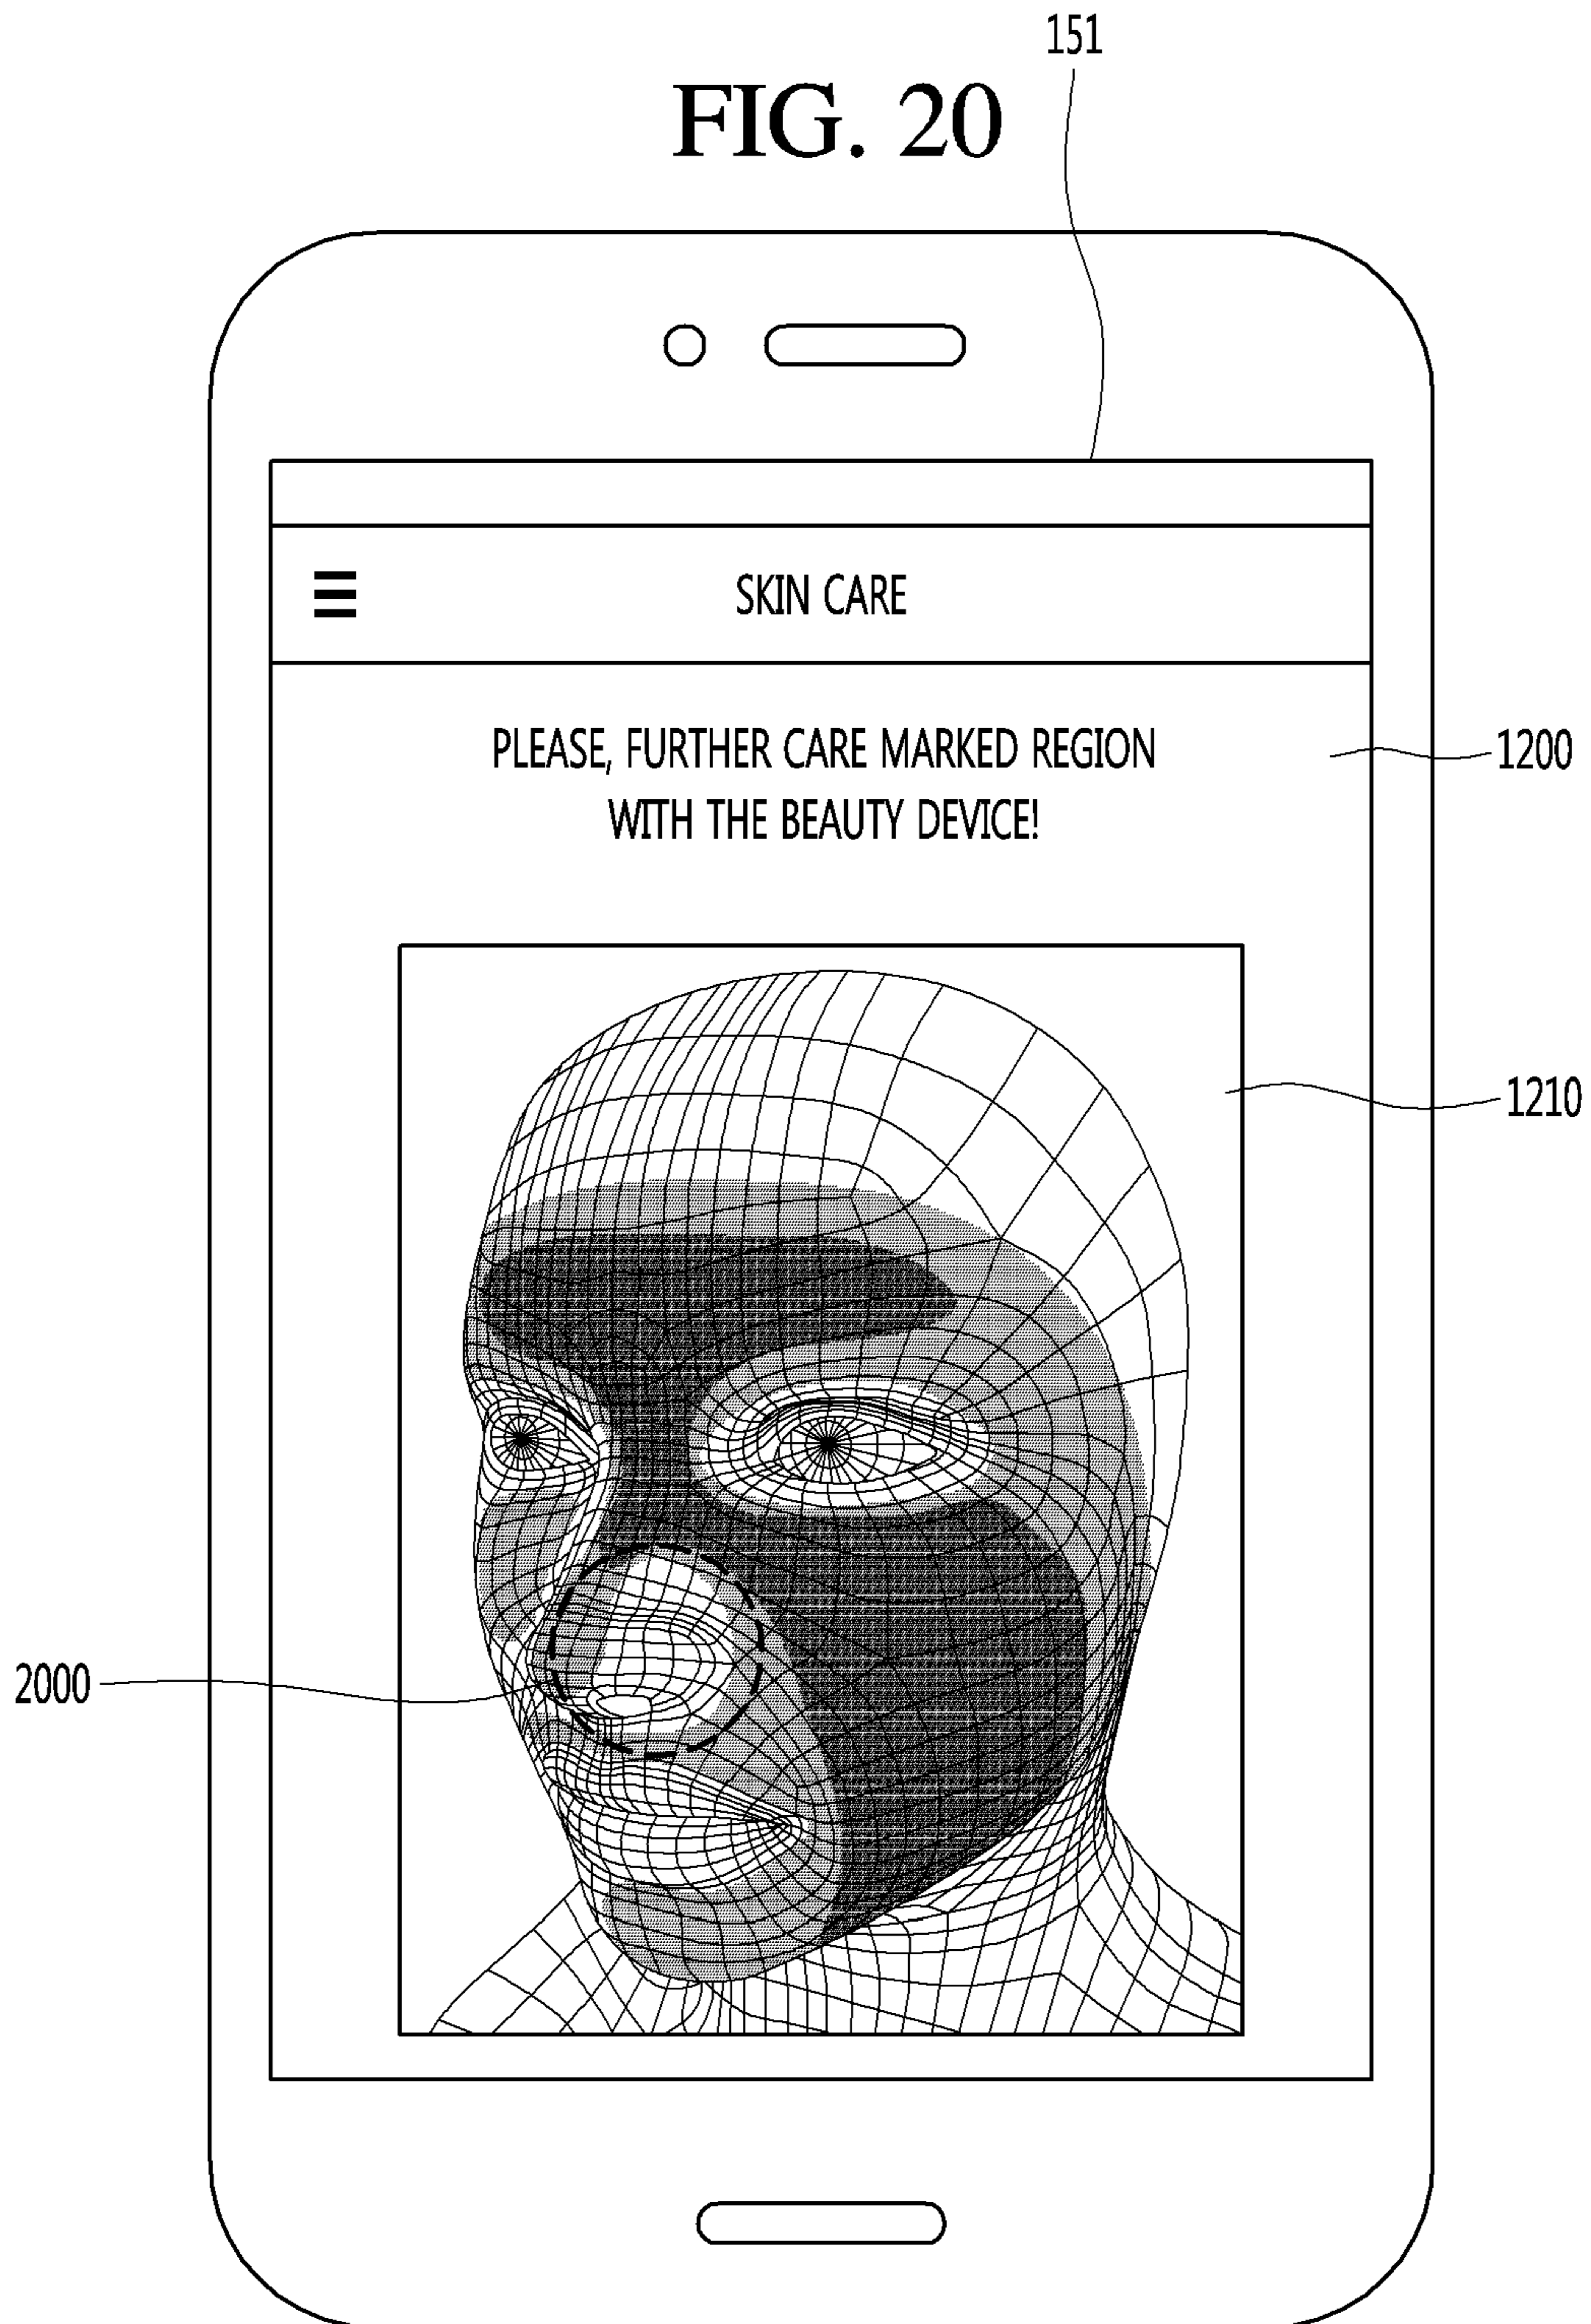 151
FIG. 20
SKIN CARE
PLEASE, FURTHER CARE MARKED REGION
WITH THE BEAUTY DEVICE!
1200
1210
2000